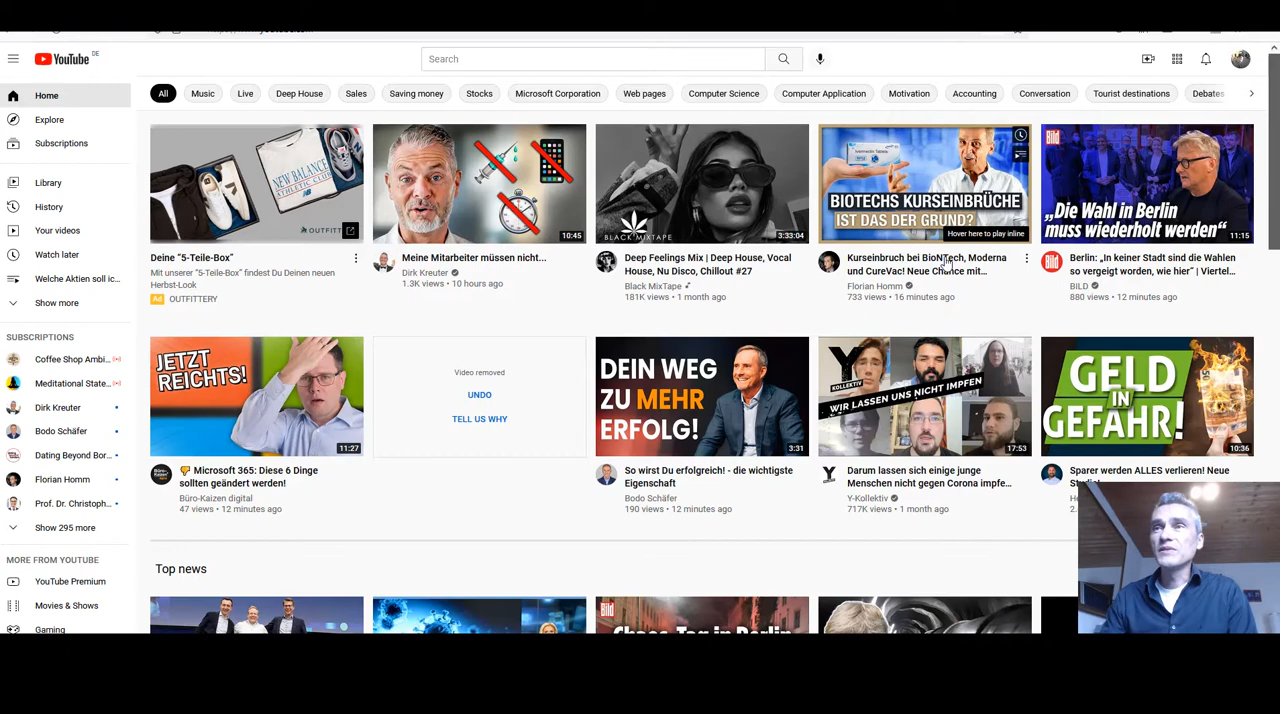 YouTube DE
Search
Home
Explore
Subscriptions
Library
History
Your videos
Watch later
Welche Aktien soll ic...
Show more
SUBSCRIPTIONS
Coffee Shop Ambi...
Meditational State...
Dirk Kreuter
Bodo Schäfer
Dating Beyond Bor...
Florian Homm
Prof. Dr. Christoph...
Show 295 more
MORE FROM YOUTUBE
YouTube Premium
Movies & Shows
Gaming
All Music Live Deep House Sales Saving money Stocks Microsoft Corporation Web pages Computer Science Computer Application Motivation Accounting Conversation Tourist destinations Debates
NEW BALANCE
ATHLETIC CLUB
OUTFITTERY
Deine "5-Teile-Box"
Mit unserer "5-Teile-Box" findest Du Deinen neuen
Herbst-Look
Ad OUTFITTERY
10:45
Meine Mitarbeiter müssen nicht...
Dirk Kreuter
1.3K views • 10 hours ago
BLACK MIXTAPE
3:33:04
Deep Feelings Mix | Deep House, Vocal
House, Nu Disco, Chillout #27
Black MixTape
181K views • 1 month ago
BIOTECHS KURSEINBRÜCHE
IST DAS DER GRUND?
Hover here to play inline
Kurseinbruch bei BioNTech, Moderna
und CureVac! Neue Chance mit...
Florian Homm
733 views • 16 minutes ago
Bild
„Die Wahl in Berlin
muss wiederholt werden“
11:15
Berlin: „In keiner Stadt sind die Wahlen
so vergeigt worden, wie hier“ | Viertel...
BILD
880 views • 12 minutes ago
JETZT
REICHTS!
11:27
Microsoft 365: Diese 6 Dinge
sollten geändert werden!
Büro-Kaizen digital
47 views • 12 minutes ago
Video removed
UNDO
TELL US WHY
DEIN WEG
ZU MEHR
ERFOLG!
3:31
So wirst Du erfolgreich! - die wichtigste
Eigenschaft
Bodo Schäfer
190 views • 12 minutes ago
Y
KOLLEKTIV
WIR LASSEN UNS NICHT IMPFEN
17:53
Darum lassen sich einige junge
Menschen nicht gegen Corona impfe...
Y-Kollektiv
717K views • 1 month ago
GELD
IN
GEFAHR!
10:36
Sparer werden ALLES verlieren! Neue
Top news
Bild
Chaos-Tag in Berlin